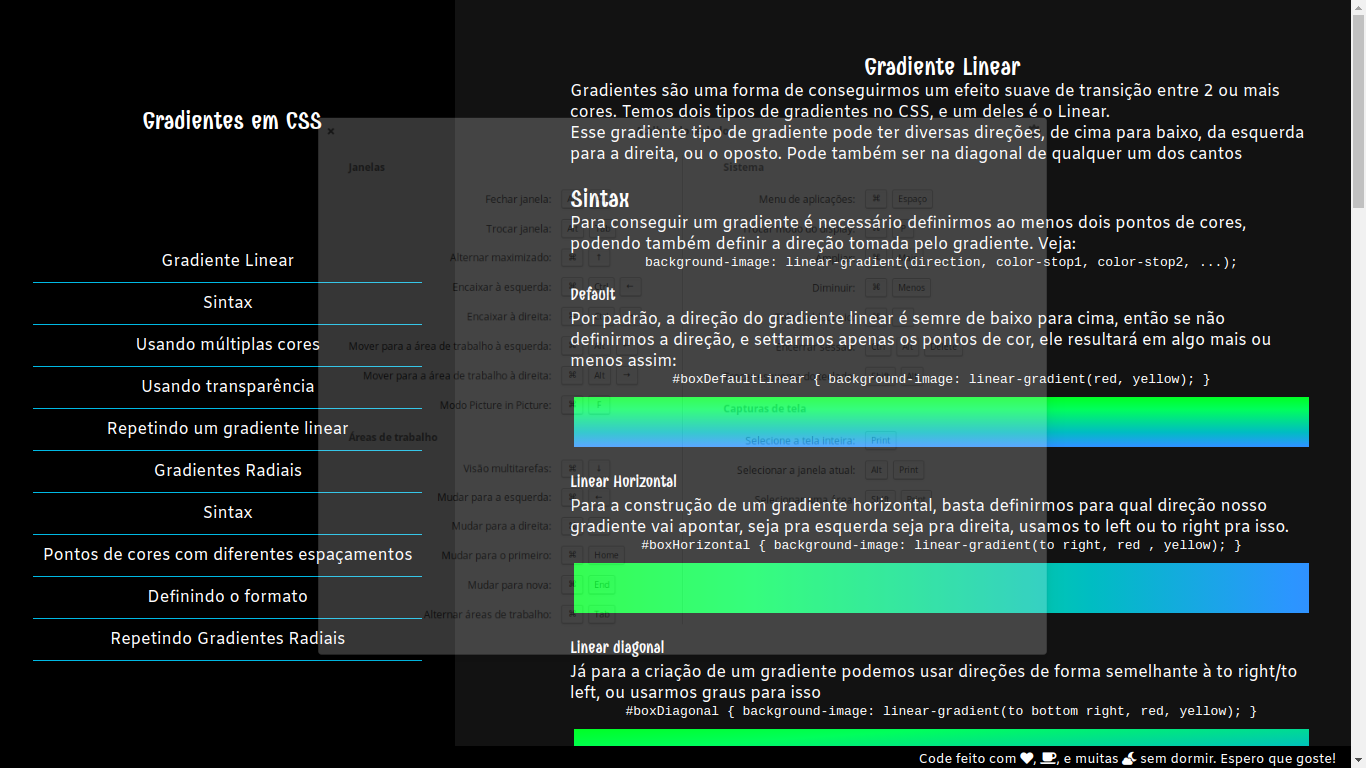 Gradientes em CSS
Gradiente Linear
Sintax
Usando múltiplas cores
Usando transparência
Repetindo um gradiente linear
Gradientes Radiais
Sintax
Pontos de cores com diferentes espaçamentos
Definindo o formato
Repetindo Gradientes Radiais
Gradiente Linear
Gradientes são uma forma de conseguirmos um efeito suave de transição entre 2 ou mais
cores. Temos dois tipos de gradientes no CSS, e um deles é o Linear.
Esse gradiente tipo de gradiente pode ter diversas direções, de cima para baixo, da esquerda
para a direita, ou o oposto. Pode também ser na diagonal de qualquer um dos cantos
Sintax
Para conseguir um gradiente é necessário definirmos ao menos dois pontos de cores,
podendo também definir a direção tomada pelo gradiente. Veja:
background-image: linear-gradient(direction, color-stop1, color-stop2, ...);
Default
Por padrão, a direção do gradiente linear é semre de baixo para cima, então se não
definirmos a direção, e settarmos apenas os pontos de cor, ele resultará em algo mais ou
menos assim:
#boxDefaultLinear { background-image: linear-gradient(red, yellow); }
Linear Horizontal
Para a construção de um gradiente horizontal, basta definirmos para qual direção nosso
gradiente vai apontar, seja pra esquerda seja pra direita, usamos to left ou to right pra isso.
#boxHorizontal { background-image: linear-gradient(to right, red , yellow); }
Linear diagonal
Já para a criação de um gradiente podemos usar direções de forma semelhante à to right/to
left, ou usarmos graus para isso
#boxDiagonal { background-image: linear-gradient(to bottom right, red, yellow); }
Janelas
Fechar janela:
Trocar janela:
Alternar maximizado: ⌘ ↑
Encaixar à esquerda: ⌘ ←
Encaixar à direita:
Mover para a área de trabalho à esquerda:
Mover para a área de trabalho à direita: ⌘ Alt →
Modo Picture in Picture: ⌘ F
Áreas de trabalho
Visão multitarefas: ⌘ ↓
Mudar para a esquerda: ⌘ ←
Mudar para a direita:
Mudar para o primeiro: ⌘ Home
Mudar para nova: ⌘ End
Alternar áreas de trabalho: ⌘ Tab
Sistema
Menu de aplicações: ⌘ Espaço
Diminuir: ⌘ Menos
Encerrar sessão:
Capturas de tela
Selecione a tela inteira: Print
Selecionar a janela atual: Alt Print
Selecionar uma área:
Code feito com , , e muitas sem dormir. Espero que goste!